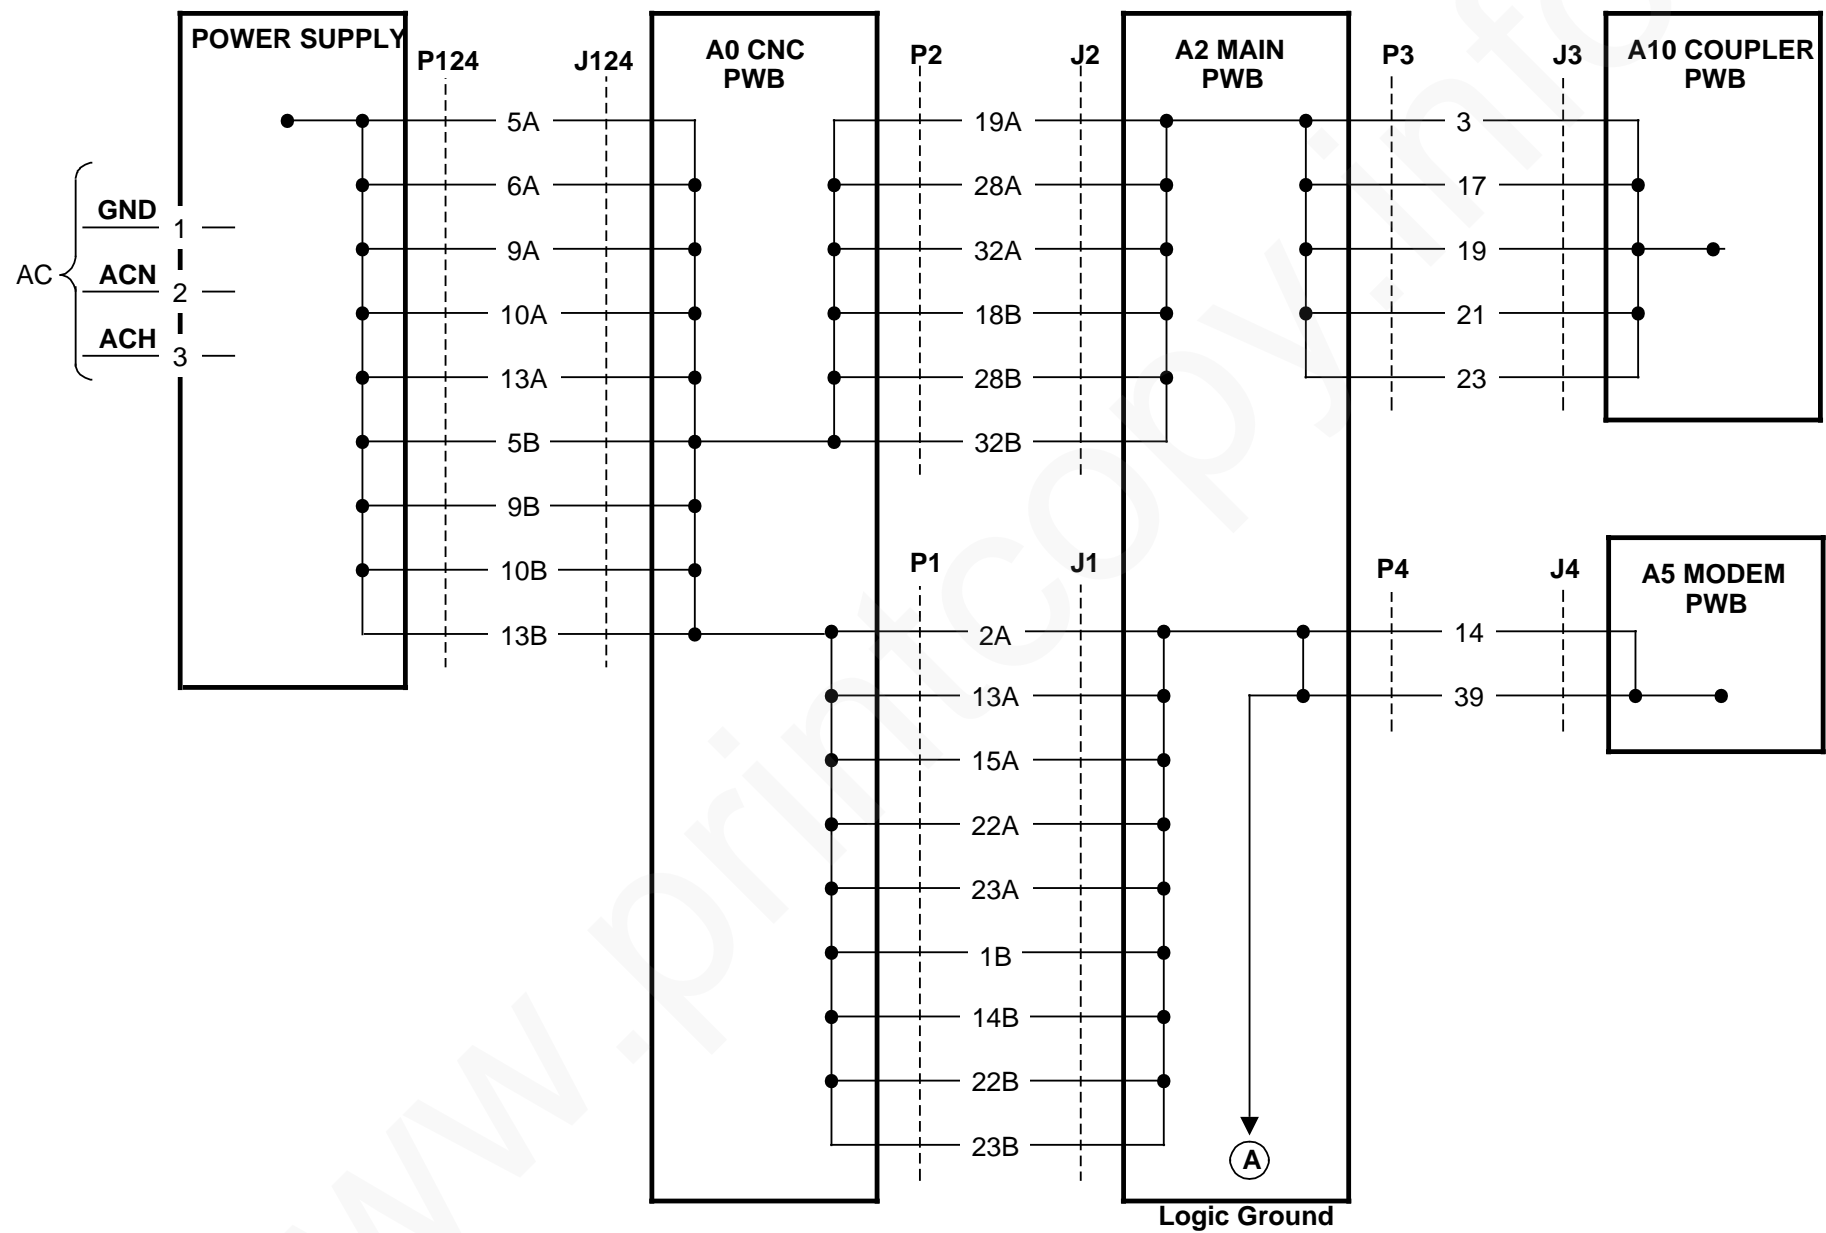 POWER SUPPLY
P124
J124
A0 CNC
PWB
P2
J2
A2 MAIN
PWB
P3
J3
A10 COUPLER
PWB
5A
6A
9A
10A
13A
5B
9B
10B
13B
19A
28A
32A
18B
28B
32B
3
17
19
21
23
AC
GND
1
ACN
2
ACH
3
P1
J1
P4
J4
A5 MODEM
PWB
2A
13A
15A
22A
23A
1B
14B
22B
23B
14
39
A
Logic Ground
www.printcopy.info